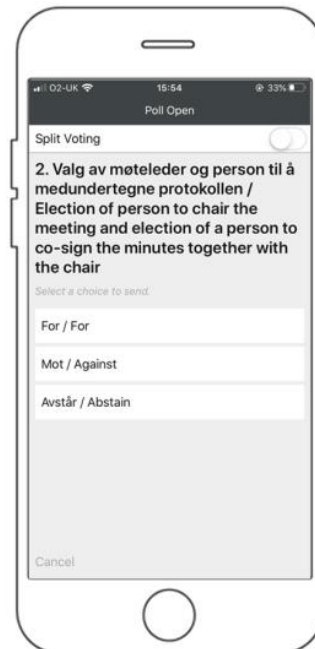 O2-UK 15:54 33%
Poll Open
Split Voting
2. Valg av møteleder og person til å
medundertegne protokollen /
Election of person to chair the
meeting and election of a person to
co-sign the minutes together with
the chair
Select a choice to send.
For / For
Mot / Against
Avstår / Abstain
Cancel